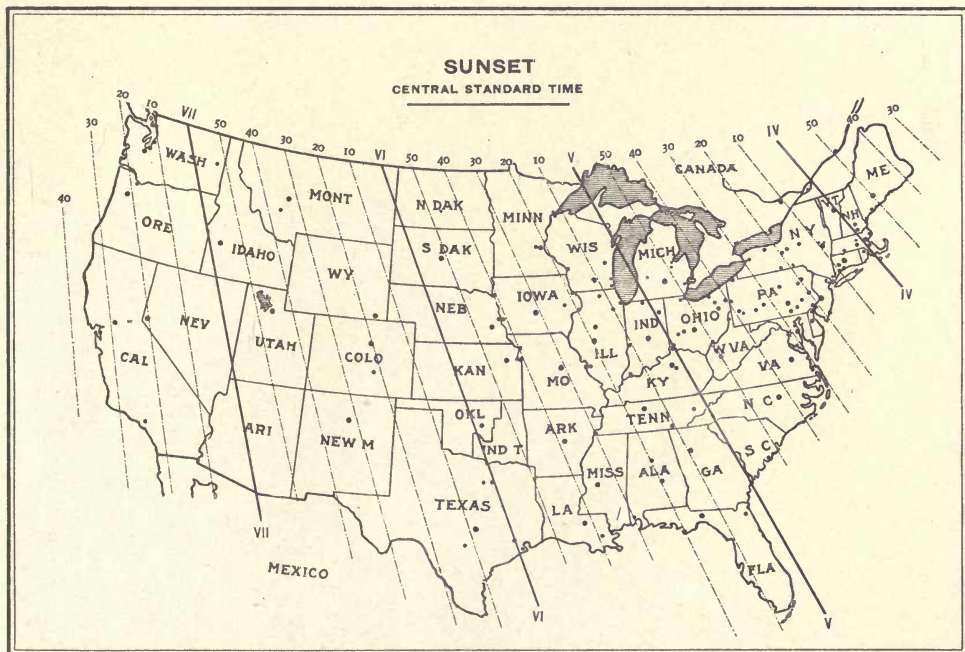 SUNSET
CENTRAL STANDARD TIME
40 30 20 10 VII 50 40 30 20 10 VI 50 40 30 20 10 V 50 40 30 20 10 IV 50 40 30
WASH
MONT
N DAK
MINN
CANADA
ME
VT
NH
ORE
IDAHO
WY
S DAK
WIS
MICH
N Y
NEV
UTAH
COLO
NEB
IOWA
ILL
IND
OHIO
PA
IV
CAL
KAN
MO
KY
W VA
VA
ARI
NEW M
OKL
IND T
ARK
TENN
N C
S C
TEXAS
LA
MISS
ALA
GA
VII
MEXICO
FLA
VI
V